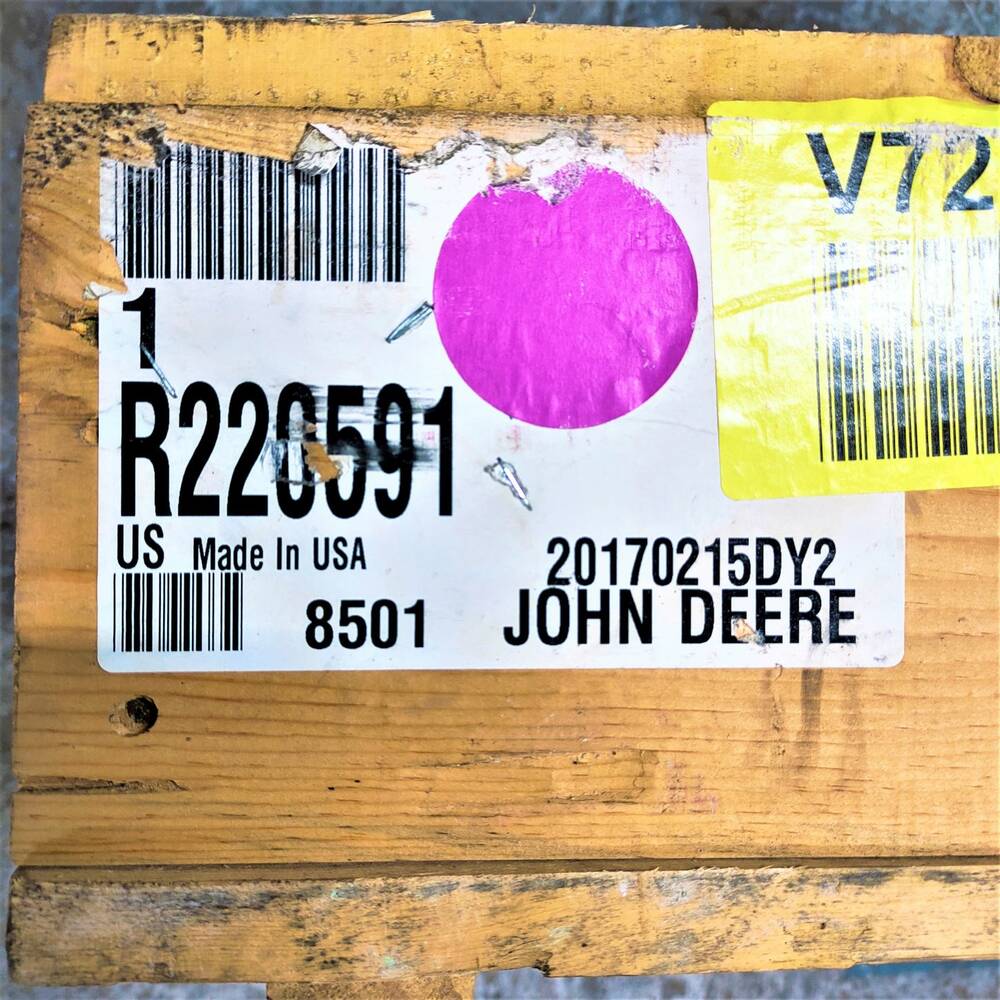 V72
1
R220591
US Made In USA
20170215DY2
8501
JOHN DEERE